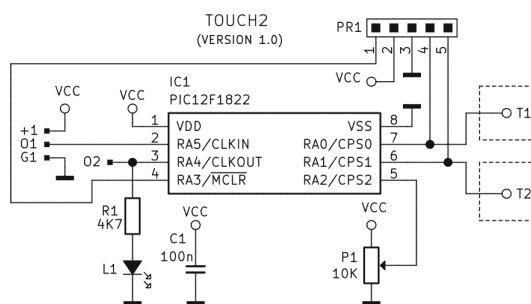 TOUCH2
(VERSION 1.0)
PR1
1 2 3 4 5
VCC
IC1
PIC12F1822
VCC
VCC
+1
O1
G1
O2
1 VDD
2 RA5/CLKIN
3 RA4/CLKOUT
4 RA3/MCLR
VSS 8
RA0/CPS0 7
RA1/CPS1 6
RA2/CPS2 5
T1
T2
R1
4K7
L1
VCC
C1
100n
VCC
P1
10K